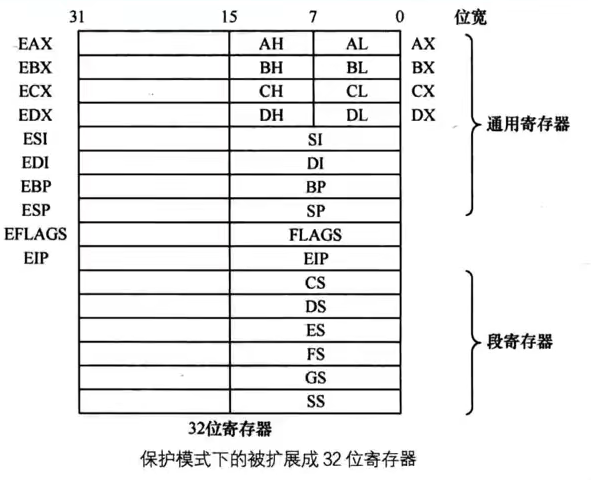 31 15 7 0 位宽
EAX AH AL AX
EBX BH BL BX
ECX CH CL CX
EDX DH DL DX
ESI SI
EDI DI
通用寄存器
EBP BP
ESP SP
EFLAGS FLAGS
EIP EIP
CS
DS
ES
FS
段寄存器
GS
SS
32位寄存器
保护模式下的被扩展成 32 位寄存器